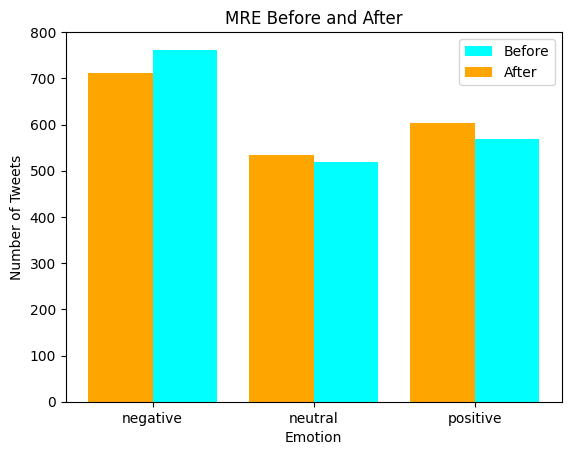 MRE Before and After
Before
After
800
700
600
500
400
300
200
100
0
Number of Tweets
negative
neutral
positive
Emotion